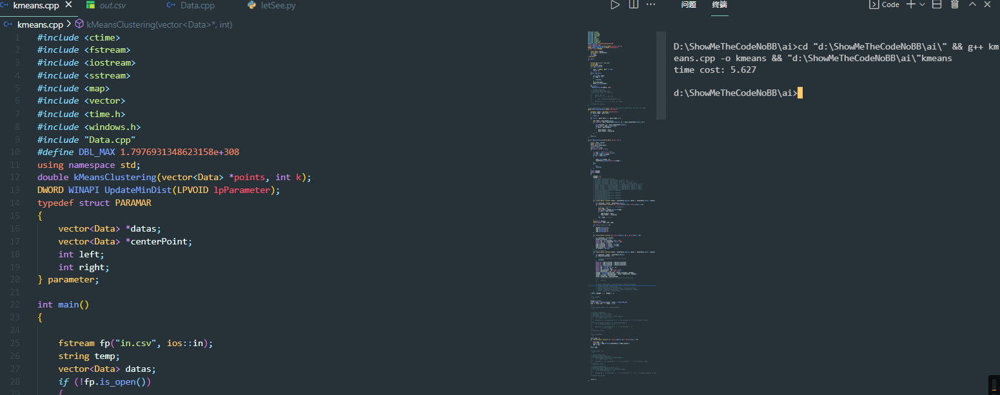 kmeans.cpp
out.csv
Data.cpp
letSee.py
问题
终端
Code
kmeans.cpp > kMeansClustering(vector<Data>*, int)
1 #include <ctime>
2 #include <fstream>
3 #include <iostream>
4 #include <sstream>
5 #include <map>
6 #include <vector>
7 #include <time.h>
8 #include <windows.h>
9 #include "Data.cpp"
10 #define DBL_MAX 1.7976931348623158e+308
11 using namespace std;
12 double kMeansClustering(vector<Data> *points, int k);
13 DWORD WINAPI UpdateMinDist(LPVOID lpParameter);
14 typedef struct PARAMAR
15 {
16 vector<Data> *datas;
17 vector<Data> *centerPoint;
18 int left;
19 int right;
20 } parameter;
21
22 int main()
23 {
24
25 fstream fp("in.csv", ios::in);
26 string temp;
27 vector<Data> datas;
28 if (!fp.is_open())
29 {
D:\ShowMeTheCodeNoBB\ai>cd "d:\ShowMeTheCodeNoBB\ai\" && g++ km
eans.cpp -o kmeans && "d:\ShowMeTheCodeNoBB\ai\"kmeans
time cost: 5.627
d:\ShowMeTheCodeNoBB\ai>